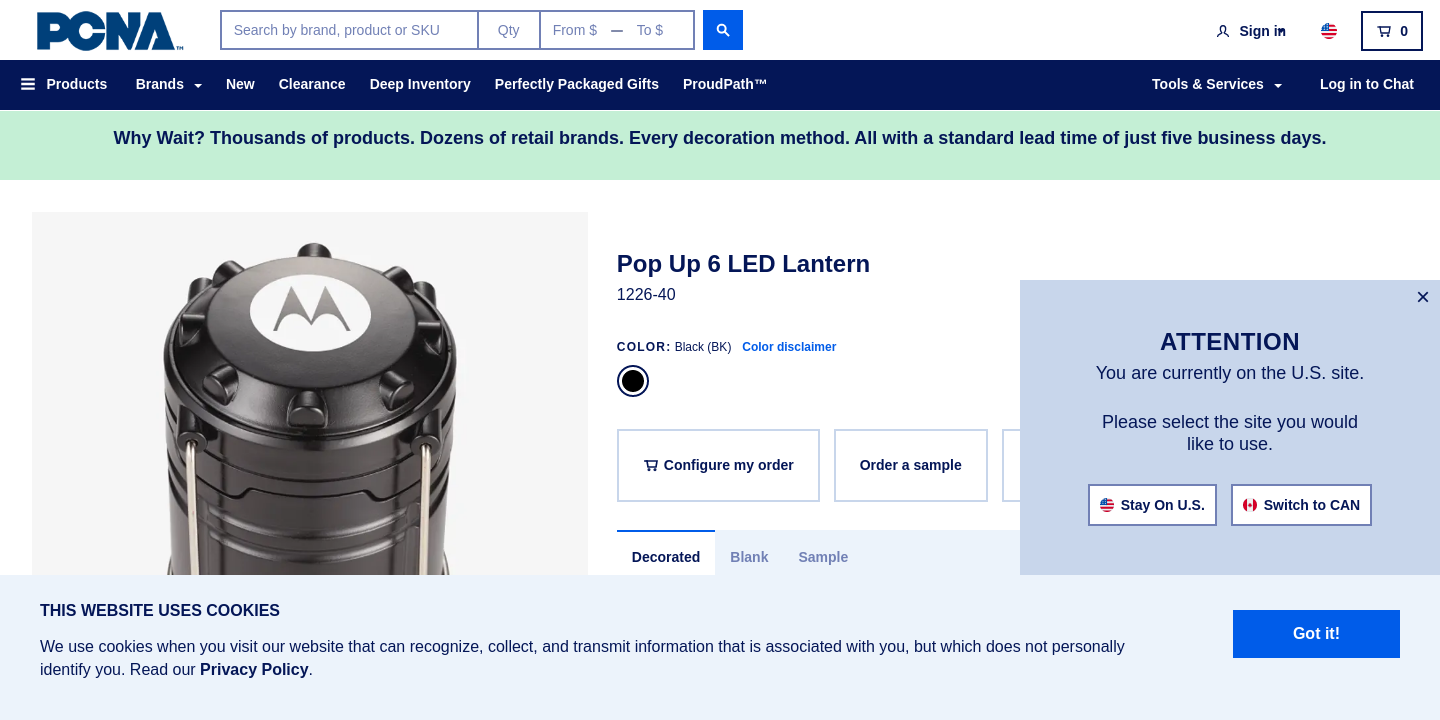 PCNA™
Search by brand, product or SKU
Qty
From $ — To $
Sign in
0
Products
Brands
New
Clearance
Deep Inventory
Perfectly Packaged Gifts
ProudPath™
Tools & Services
Log in to Chat
Why Wait? Thousands of products. Dozens of retail brands. Every decoration method. All with a standard lead time of just five business days.
Pop Up 6 LED Lantern
1226-40
COLOR: Black (BK) Color disclaimer
Configure my order
Order a sample
Decorated
Blank
Sample
×
ATTENTION
You are currently on the U.S. site.
Please select the site you would
like to use.
Stay On U.S.
Switch to CAN
THIS WEBSITE USES COOKIES
We use cookies when you visit our website that can recognize, collect, and transmit information that is associated with you, but which does not personally
identify you. Read our Privacy Policy.
Got it!